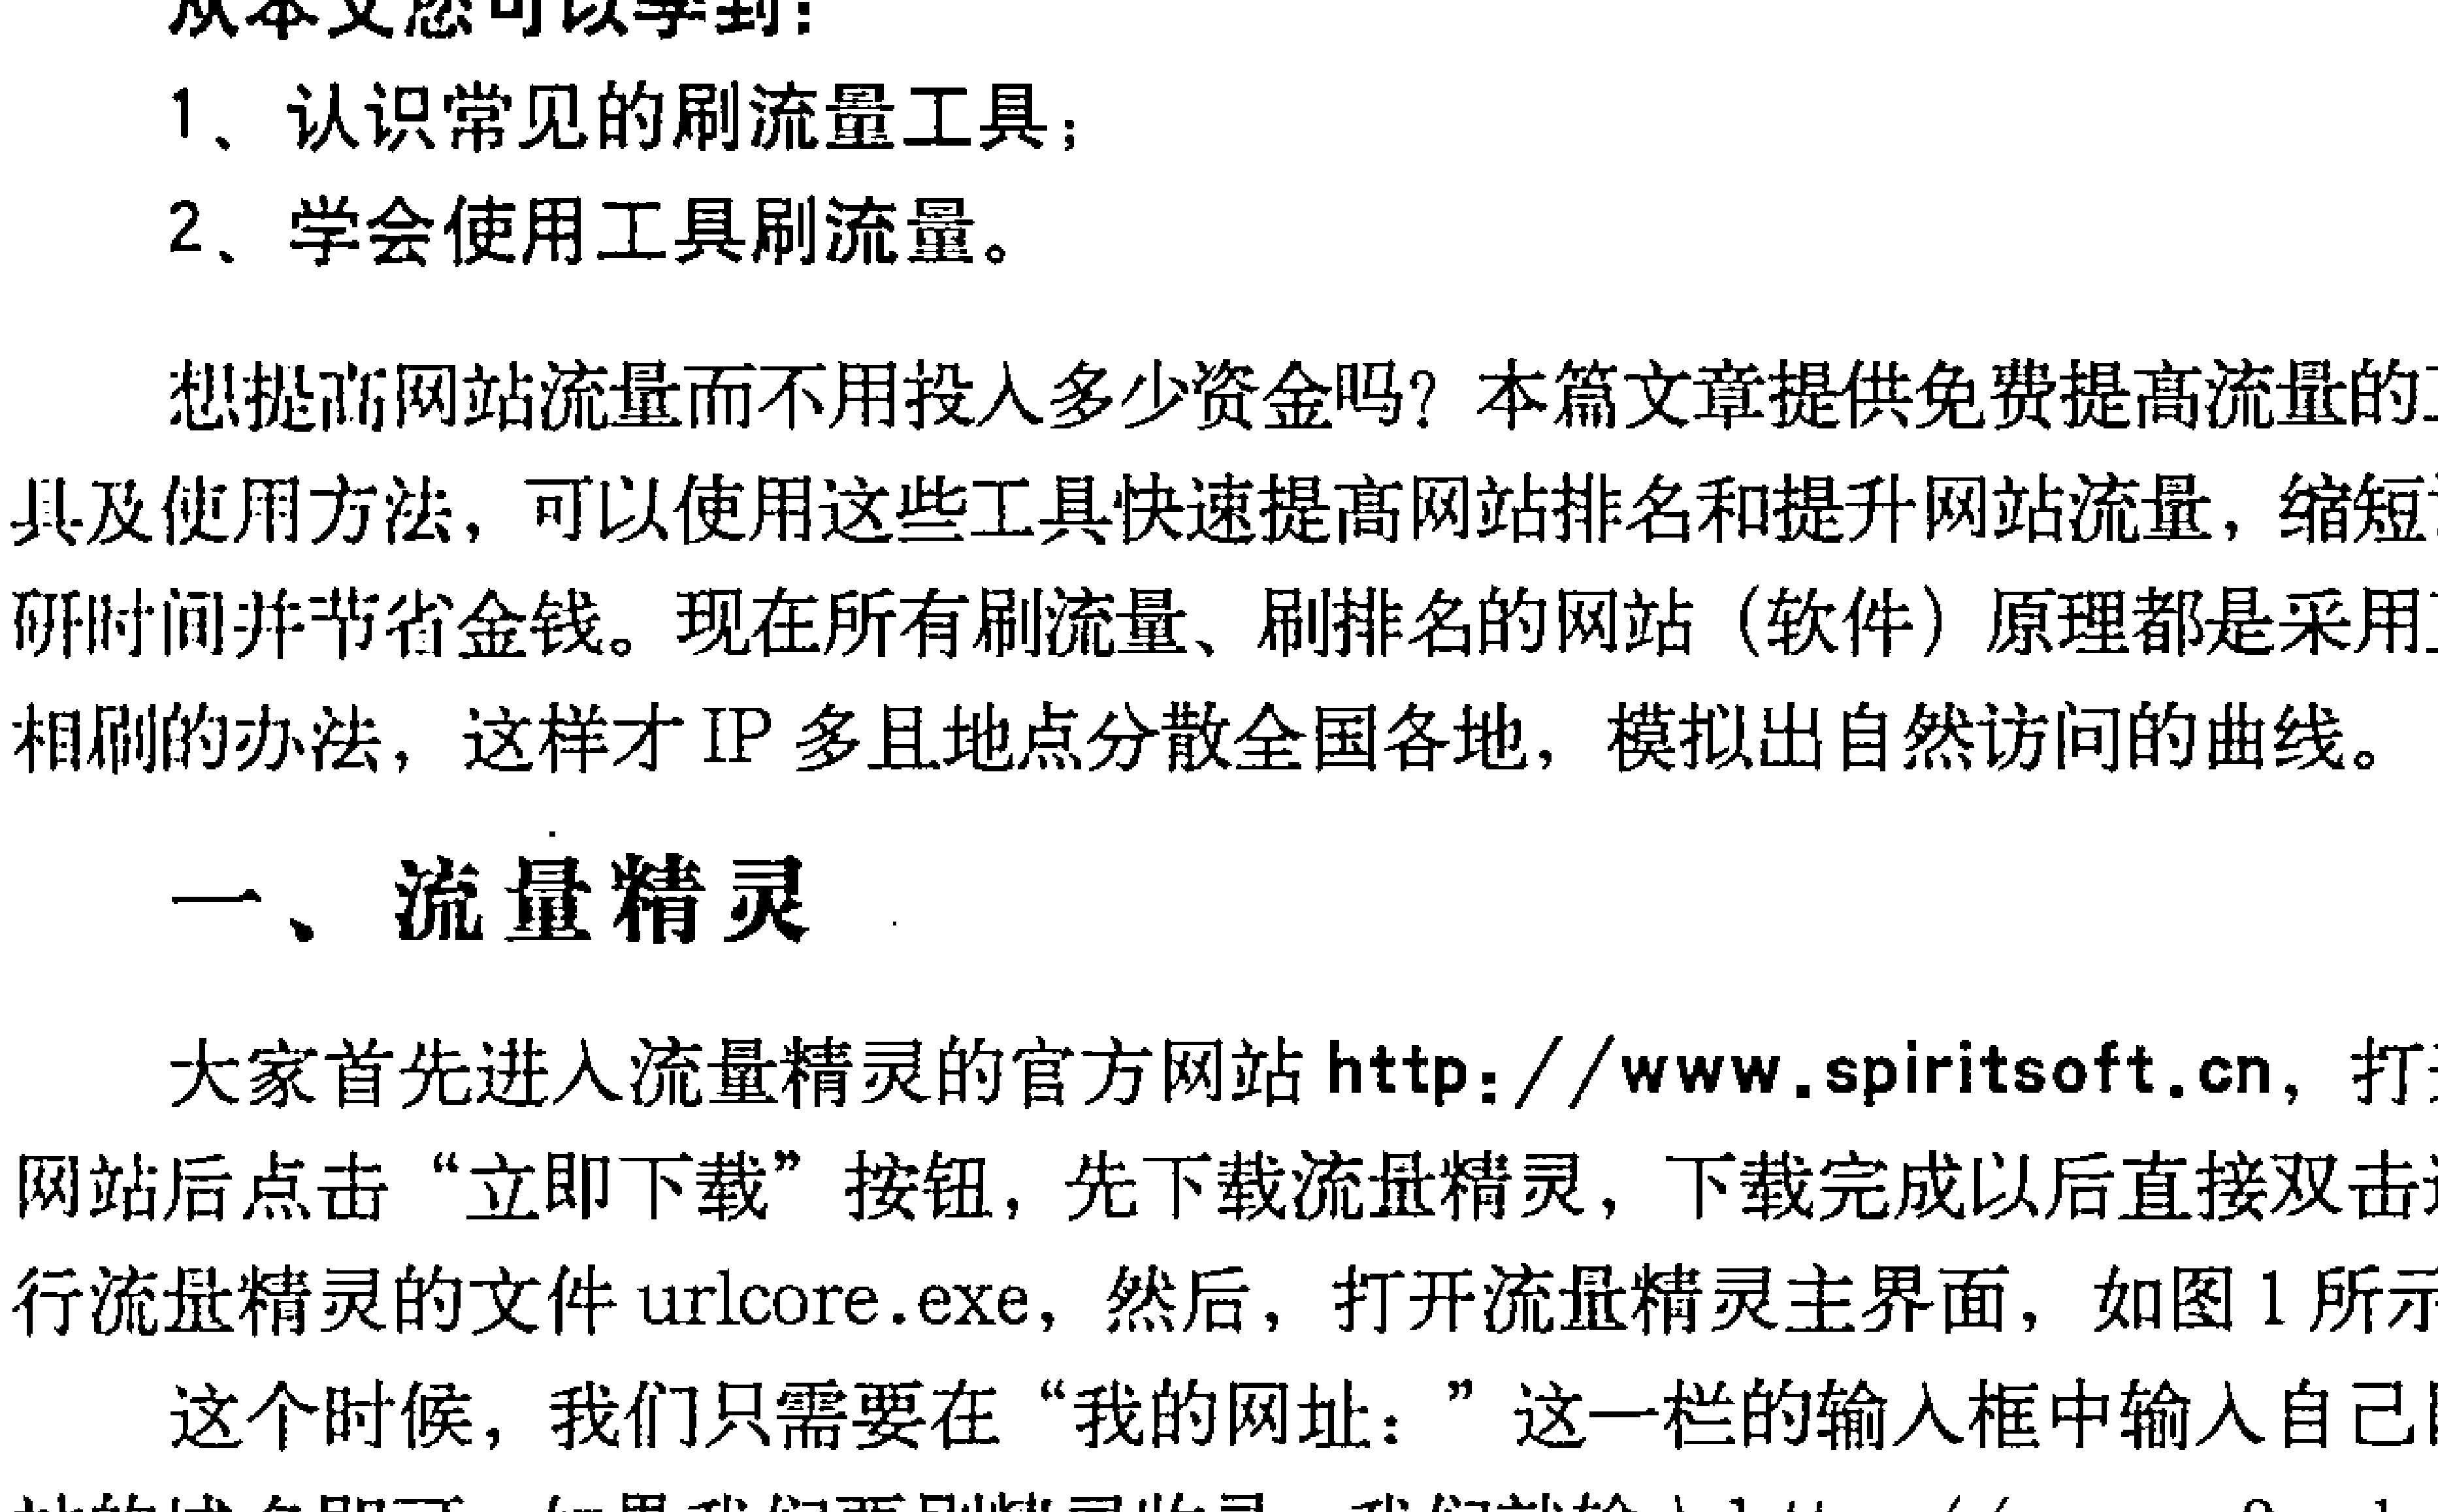 从本文您可以学到：
1、认识常见的刷流量工具；
2、学会使用工具刷流量。
想提高网站流量而不用投入多少资金吗？本篇文章提供免费提高流量的工
具及使用方法，可以使用这些工具快速提高网站排名和提升网站流量，缩短
研时间并节省金钱。现在所有刷流量、刷排名的网站（软件）原理都是采用
相刷的办法，这样才 IP 多且地点分散全国各地，模拟出自然访问的曲线。
一、流量精灵
大家首先进入流量精灵的官方网站 http://www.spiritsoft.cn，打
网站后点击“立即下载”按钮，先下载流量精灵，下载完成以后直接双击
行流量精灵的文件 urlcore.exe，然后，打开流量精灵主界面，如图 1 所示
这个时候，我们只需要在“我的网址：”这一栏的输入框中输入自己